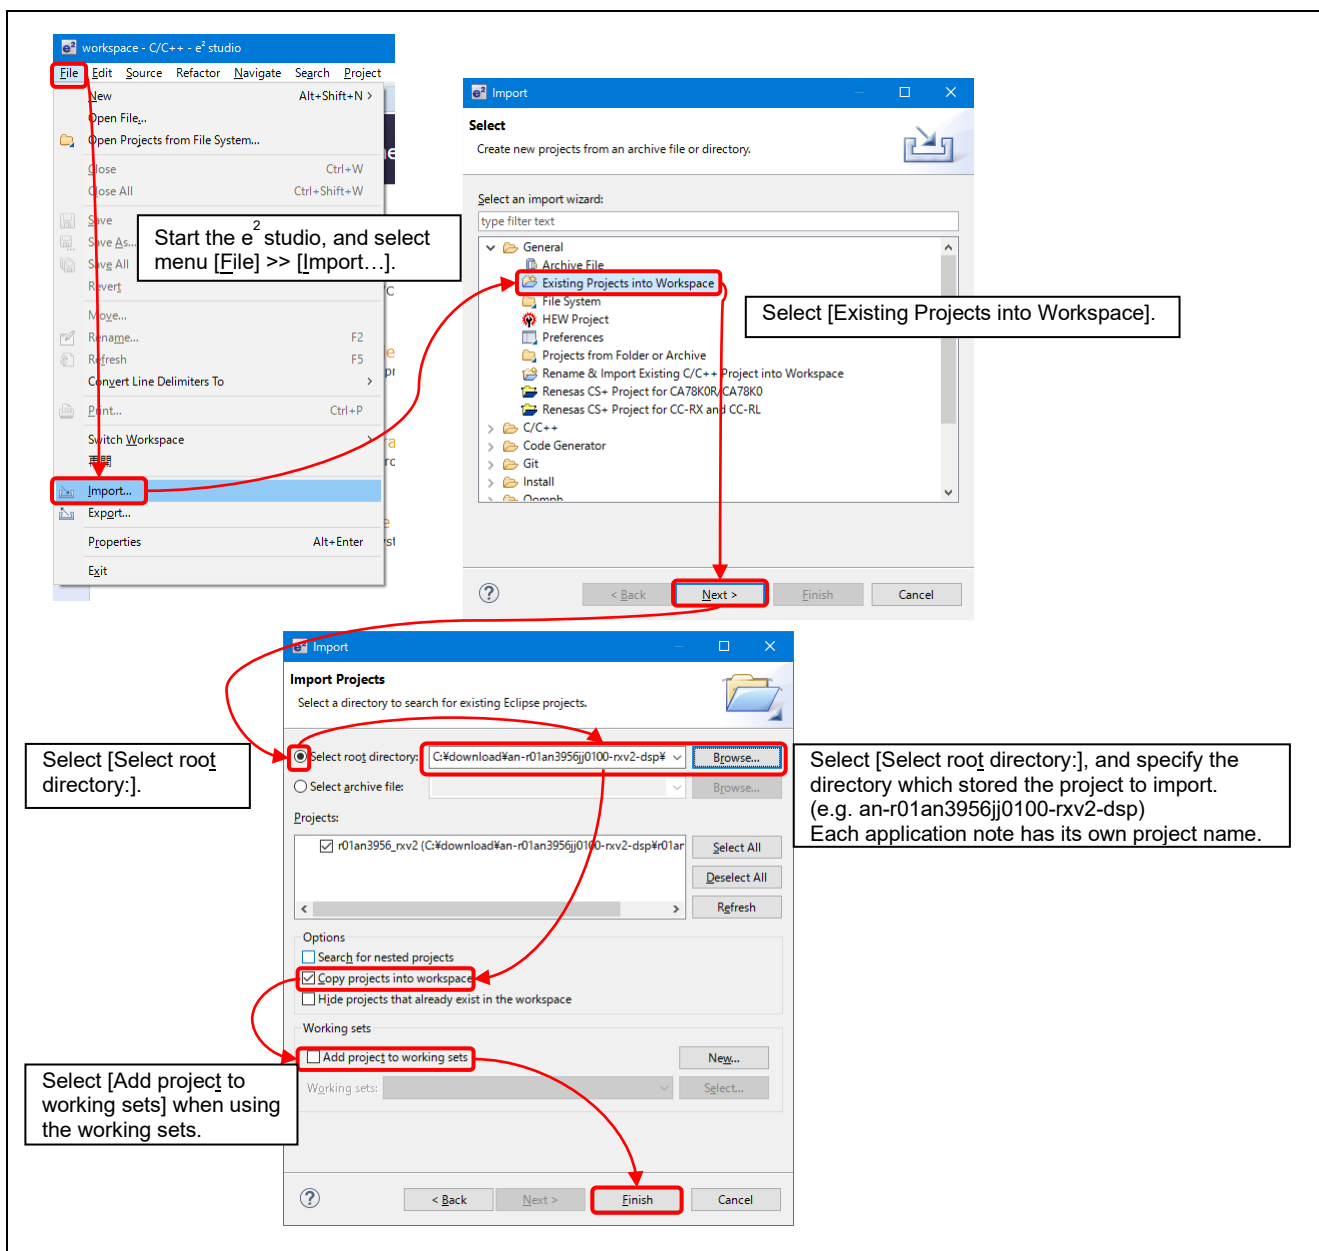 workspace - C/C++ - e² studio
File Edit Source Refactor Navigate Search Project
New Alt+Shift+N >
Open File...
Open Projects from File System...
Close Ctrl+W
Close All Ctrl+Shift+W
Save
Save As...
Save All
Revert
Move...
Rename... F2
Refresh F5
Convert Line Delimiters To >
Print... Ctrl+P
Switch Workspace >
再開
Import...
Export...
Properties Alt+Enter
Exit
Start the e² studio, and select
menu [File] >> [Import…].
Import
Select
Create new projects from an archive file or directory.
Select an import wizard:
type filter text
General
Archive File
Existing Projects into Workspace
File System
HEW Project
Preferences
Projects from Folder or Archive
Rename & Import Existing C/C++ Project into Workspace
Renesas CS+ Project for CA78K0R/CA78K0
Renesas CS+ Project for CC-RX and CC-RL
C/C++
Code Generator
Git
Install
Oomph
? < Back Next > Finish Cancel
Select [Existing Projects into Workspace].
Import
Import Projects
Select a directory to search for existing Eclipse projects.
Select root directory: C:¥download¥an-r01an3956jj0100-rxv2-dsp¥ Browse...
Select archive file: Browse...
Projects:
r01an3956_rxv2 (C:¥download¥an-r01an3956jj0100-rxv2-dsp¥r01an
Select All
Deselect All
Refresh
Options
Search for nested projects
Copy projects into workspace
Hide projects that already exist in the workspace
Working sets
Add project to working sets New...
Working sets: Select...
? < Back Next > Finish Cancel
Select [Select root
directory:].
Select [Select root directory:], and specify the
directory which stored the project to import.
(e.g. an-r01an3956jj0100-rxv2-dsp)
Each application note has its own project name.
Select [Add project to
working sets] when using
the working sets.